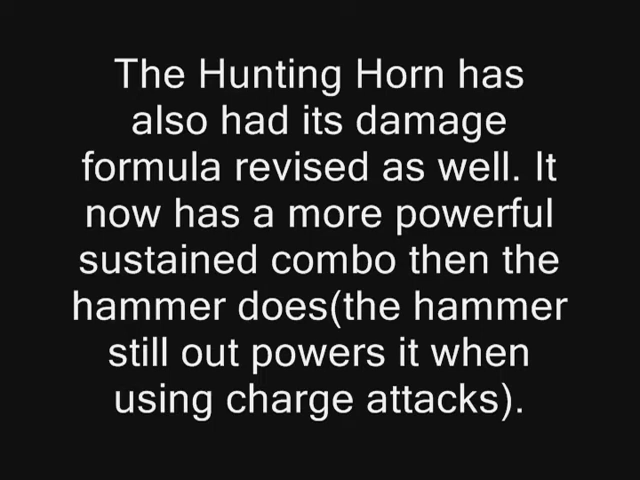 The Hunting Horn has
also had its damage
formula revised as well. It
now has a more powerful
sustained combo then the
hammer does(the hammer
still out powers it when
using charge attacks).